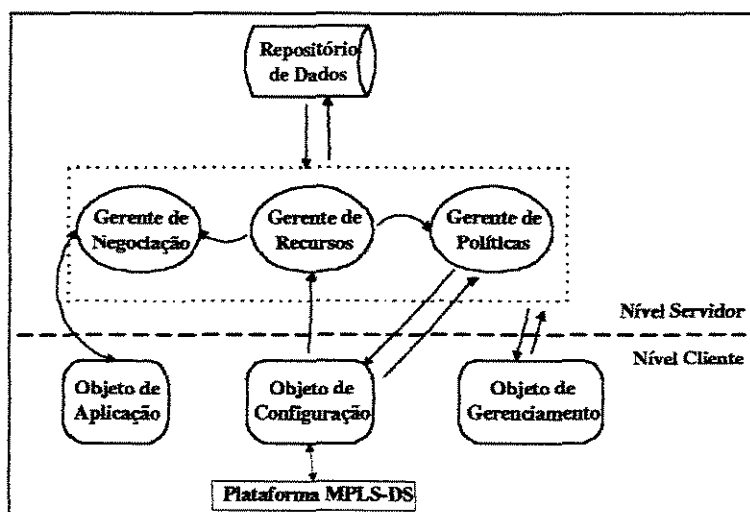 Repositório
de Dados
Gerente de
Negociação
Gerente de
Recursos
Gerente de
Políticas
Nível Servidor
Nível Cliente
Objeto de
Aplicação
Objeto de
Configuração
Objeto de
Gerenciamento
Plataforma MPLS-DS